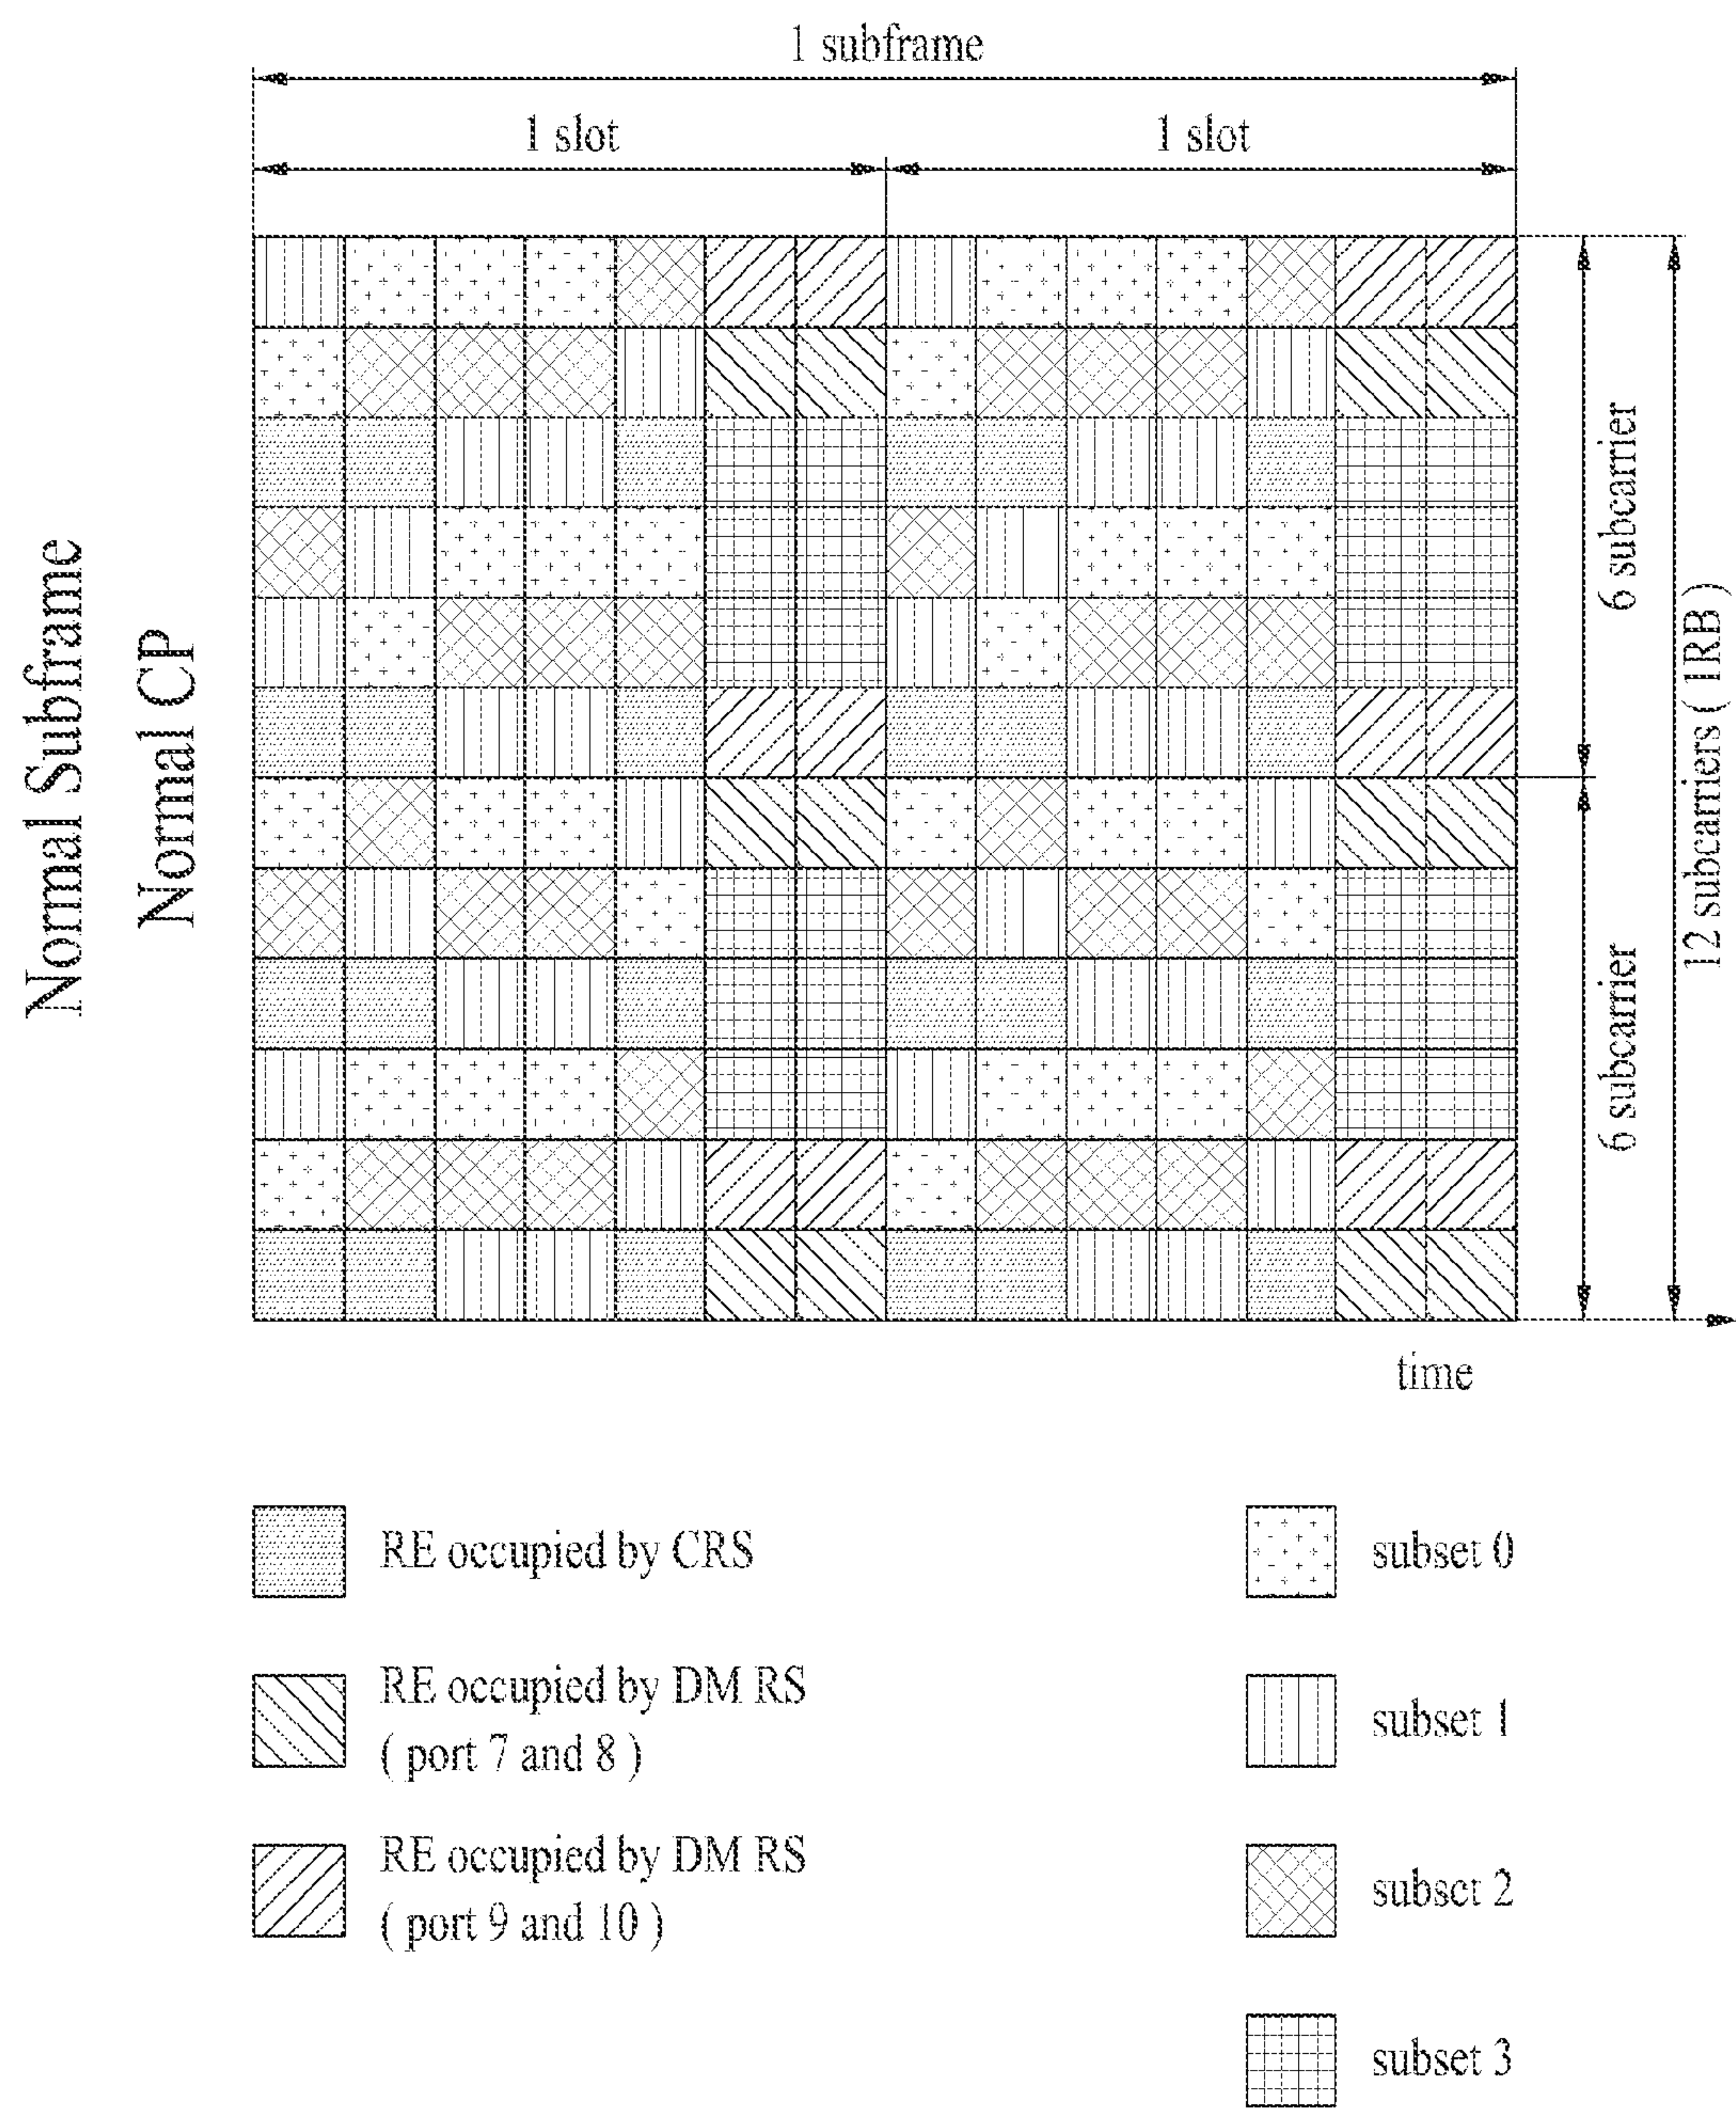 1 subframe
1 slot
1 slot
Normal Subframe
Normal CP
6 subcarrier
6 subcarrier
12 subcarriers ( 1RB )
time
RE occupied by CRS
RE occupied by DM RS
( port 7 and 8 )
RE occupied by DM RS
( port 9 and 10 )
subset 0
subset 1
subset 2
subset 3